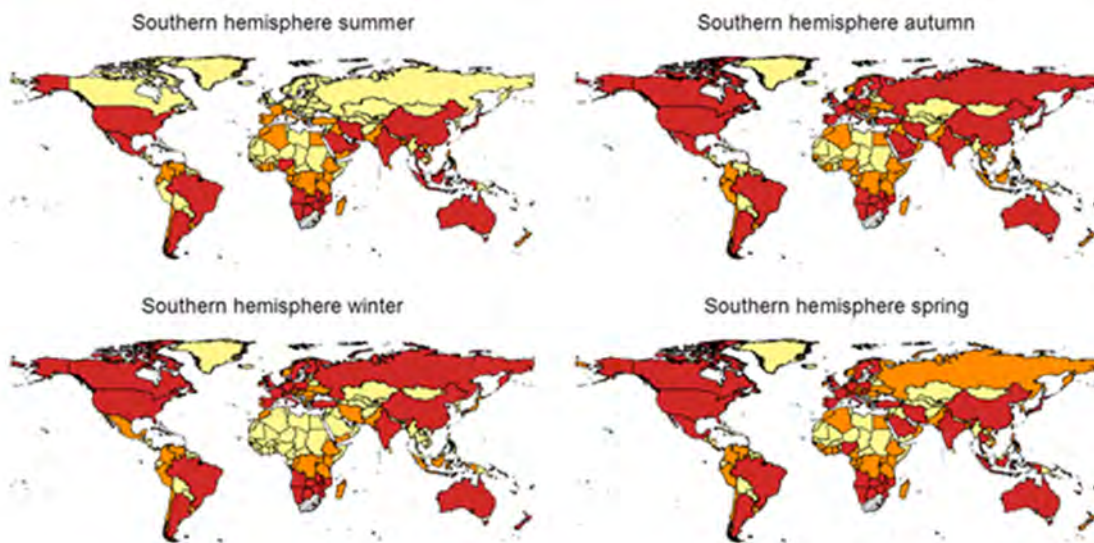 Southern hemisphere summer
Southern hemisphere autumn
Southern hemisphere winter
Southern hemisphere spring